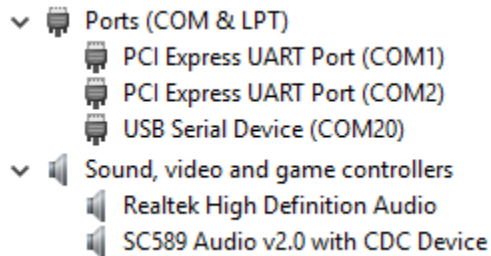 Ports (COM & LPT)
PCI Express UART Port (COM1)
PCI Express UART Port (COM2)
USB Serial Device (COM20)
Sound, video and game controllers
Realtek High Definition Audio
SC589 Audio v2.0 with CDC Device